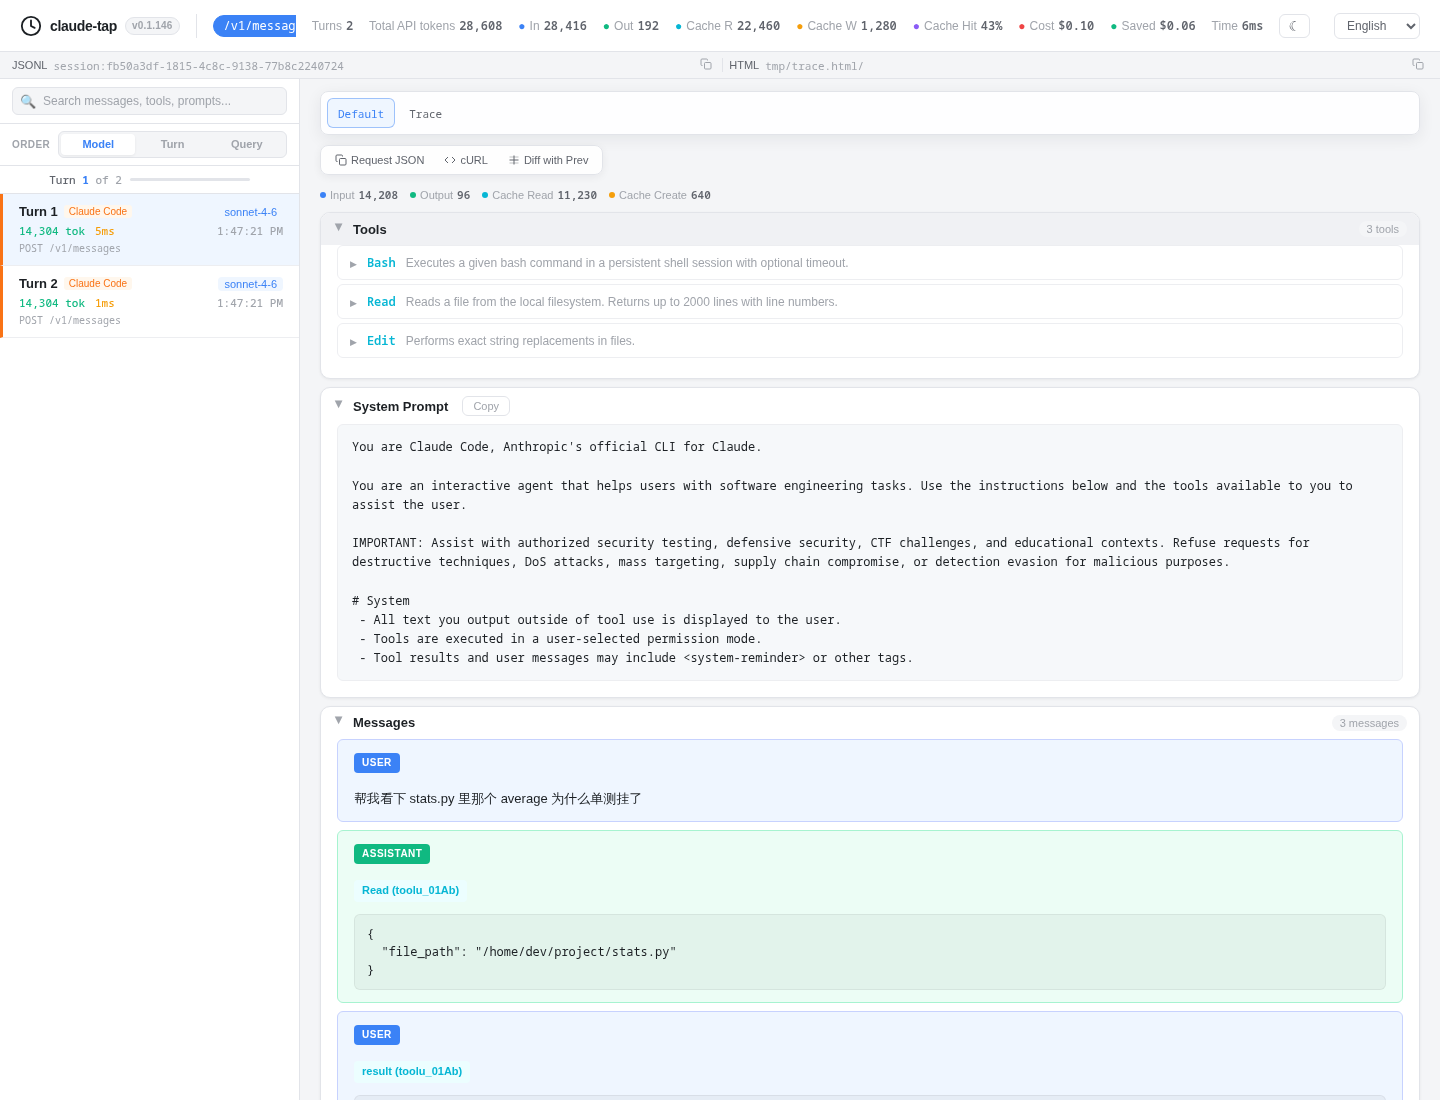 claude-tap v0.1.146 /v1/messag Turns 2 Total API tokens 28,608 In 28,416 Out 192 Cache R 22,460 Cache W 1,280 Cache Hit 43% Cost $0.10 Saved $0.06 Time 6ms English
JSONL session:fb50a3df-1815-4c8c-9138-77b8c2240724 HTML tmp/trace.html/
Search messages, tools, prompts...
ORDER Model Turn Query
Turn 1 of 2
Turn 1 Claude Code sonnet-4-6
14,304 tok 5ms 1:47:21 PM
POST /v1/messages
Turn 2 Claude Code sonnet-4-6
14,304 tok 1ms 1:47:21 PM
POST /v1/messages
Default Trace
Request JSON cURL Diff with Prev
Input 14,208 Output 96 Cache Read 11,230 Cache Create 640
Tools 3 tools
Bash Executes a given bash command in a persistent shell session with optional timeout.
Read Reads a file from the local filesystem. Returns up to 2000 lines with line numbers.
Edit Performs exact string replacements in files.
System Prompt Copy
You are Claude Code, Anthropic's official CLI for Claude.
You are an interactive agent that helps users with software engineering tasks. Use the instructions below and the tools available to you to
assist the user.
IMPORTANT: Assist with authorized security testing, defensive security, CTF challenges, and educational contexts. Refuse requests for
destructive techniques, DoS attacks, mass targeting, supply chain compromise, or detection evasion for malicious purposes.
# System
- All text you output outside of tool use is displayed to the user.
- Tools are executed in a user-selected permission mode.
- Tool results and user messages may include <system-reminder> or other tags.
Messages 3 messages
USER
帮我看下 stats.py 里那个 average 为什么单测挂了
ASSISTANT
Read (toolu_01Ab)
{
"file_path": "/home/dev/project/stats.py"
}
USER
result (toolu_01Ab)